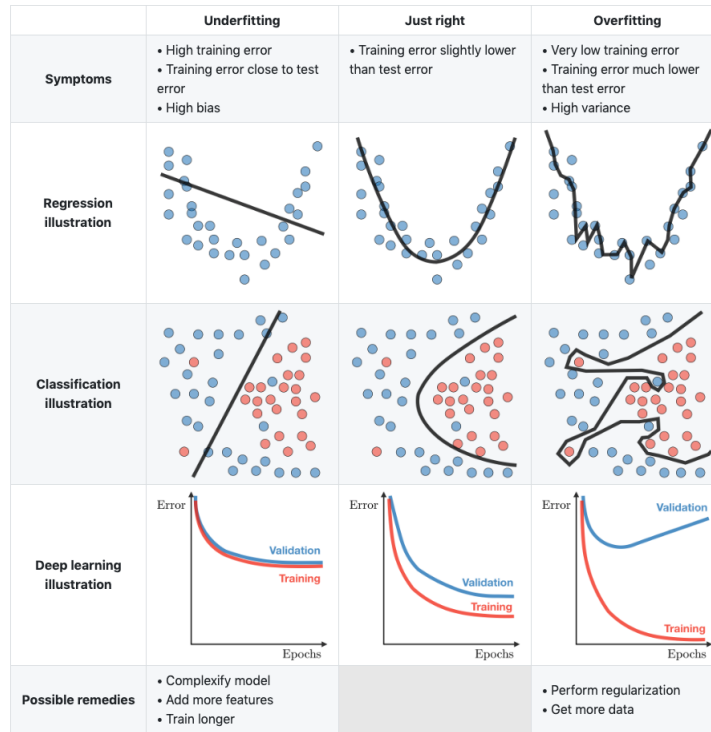 Underfitting
Just right
Overfitting
Symptoms
• High training error
• Training error close to test
error
• High bias
• Training error slightly lower
than test error
• Very low training error
• Training error much lower
than test error
• High variance
Regression
illustration
Classification
illustration
Deep learning
illustration
Error
Validation
Training
Epochs
Error
Validation
Training
Epochs
Error
Validation
Training
Epochs
Possible remedies
• Complexify model
• Add more features
• Train longer
• Perform regularization
• Get more data